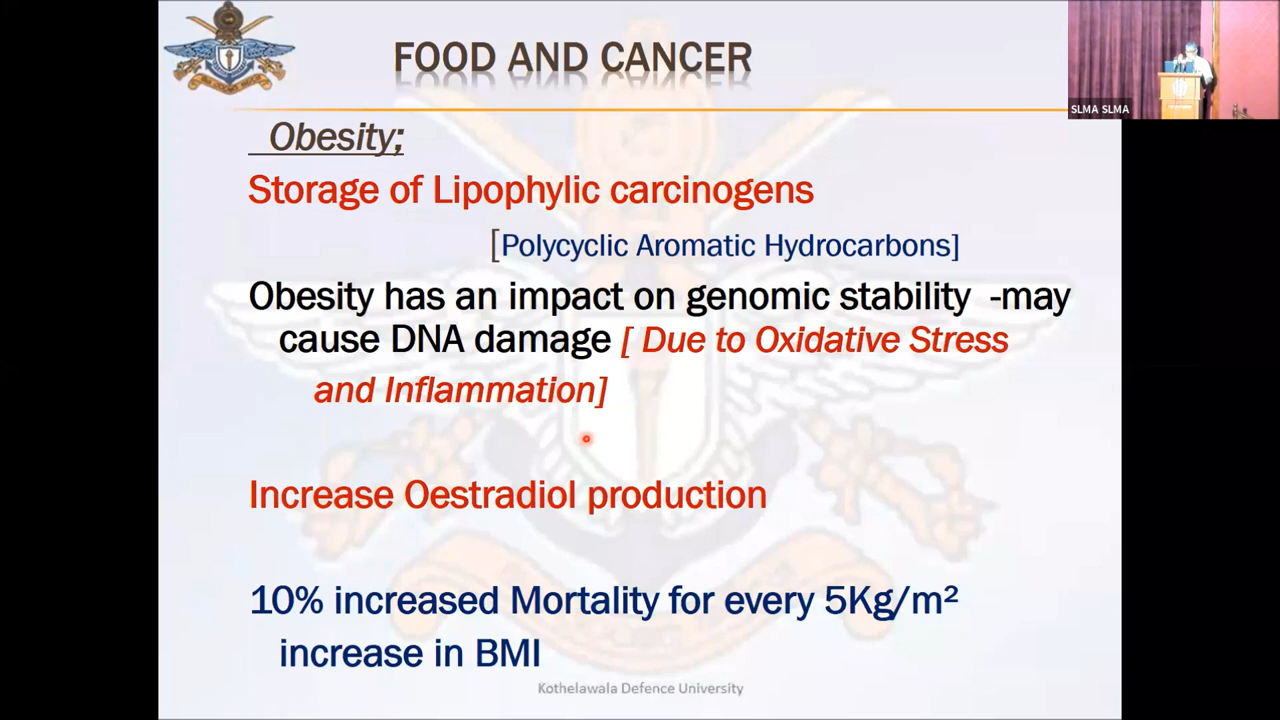 FOOD AND CANCER
SLMA SLMA
Obesity;
Storage of Lipophylic carcinogens
[Polycyclic Aromatic Hydrocarbons]
Obesity has an impact on genomic stability -may
cause DNA damage [ Due to Oxidative Stress
and Inflammation]
Increase Oestradiol production
10% increased Mortality for every 5Kg/m²
increase in BMI
Kothelawala Defence University